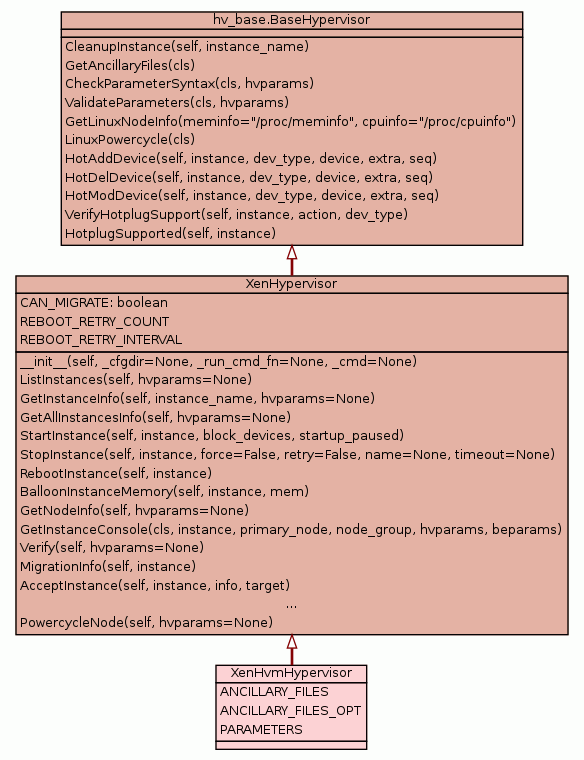 hv_base.BaseHypervisor
CleanupInstance(self, instance_name)
GetAncillaryFiles(cls)
CheckParameterSyntax(cls, hvparams)
ValidateParameters(cls, hvparams)
GetLinuxNodeInfo(meminfo="/proc/meminfo", cpuinfo="/proc/cpuinfo")
LinuxPowercycle(cls)
HotAddDevice(self, instance, dev_type, device, extra, seq)
HotDelDevice(self, instance, dev_type, device, extra, seq)
HotModDevice(self, instance, dev_type, device, extra, seq)
VerifyHotplugSupport(self, instance, action, dev_type)
HotplugSupported(self, instance)
XenHypervisor
CAN_MIGRATE: boolean
REBOOT_RETRY_COUNT
REBOOT_RETRY_INTERVAL
__init__(self, _cfgdir=None, _run_cmd_fn=None, _cmd=None)
ListInstances(self, hvparams=None)
GetInstanceInfo(self, instance_name, hvparams=None)
GetAllInstancesInfo(self, hvparams=None)
StartInstance(self, instance, block_devices, startup_paused)
StopInstance(self, instance, force=False, retry=False, name=None, timeout=None)
RebootInstance(self, instance)
BalloonInstanceMemory(self, instance, mem)
GetNodeInfo(self, hvparams=None)
GetInstanceConsole(cls, instance, primary_node, node_group, hvparams, beparams)
Verify(self, hvparams=None)
MigrationInfo(self, instance)
AcceptInstance(self, instance, info, target)
...
PowercycleNode(self, hvparams=None)
XenHvmHypervisor
ANCILLARY_FILES
ANCILLARY_FILES_OPT
PARAMETERS